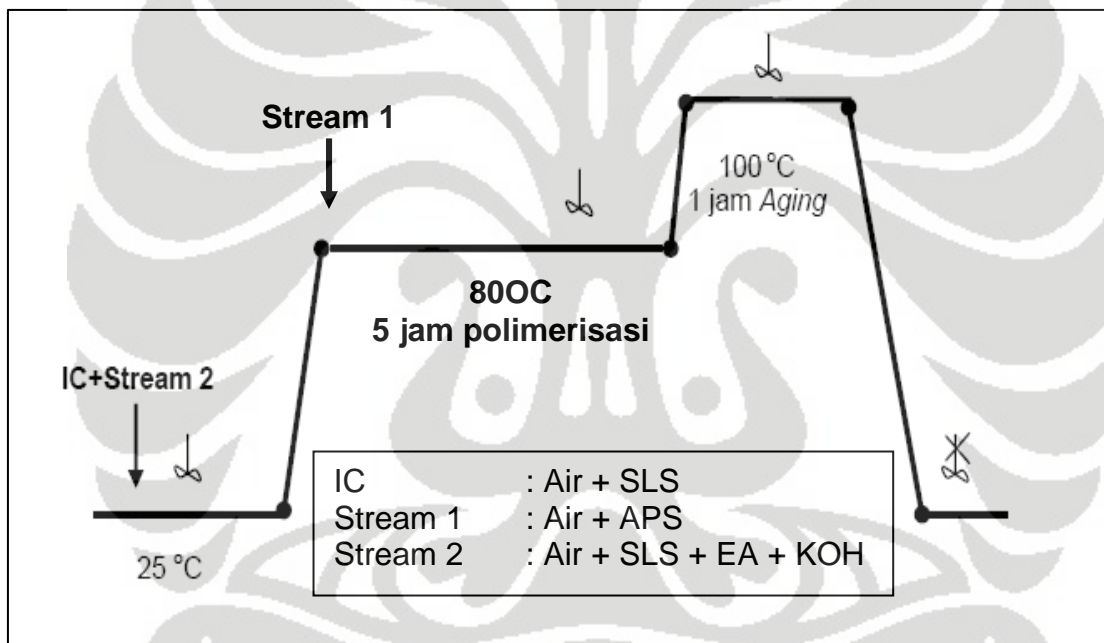 Stream 1
100 °C
1 jam Aging
80OC
5 jam polimerisasi
IC+Stream 2
IC : Air + SLS
Stream 1 : Air + APS
Stream 2 : Air + SLS + EA + KOH
25 °C